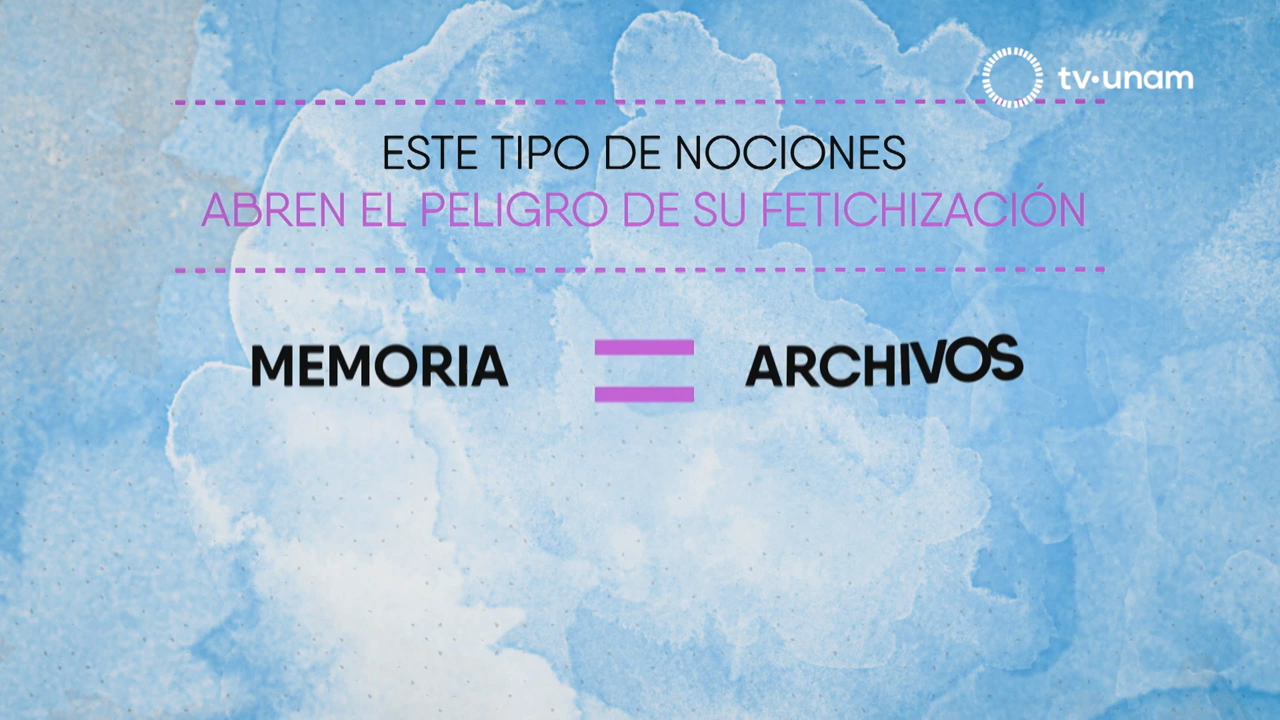 tv·unam
ESTE TIPO DE NOCIONES
ABREN EL PELIGRO DE SU FETICHIZACIÓN
MEMORIA = ARCHIVOS